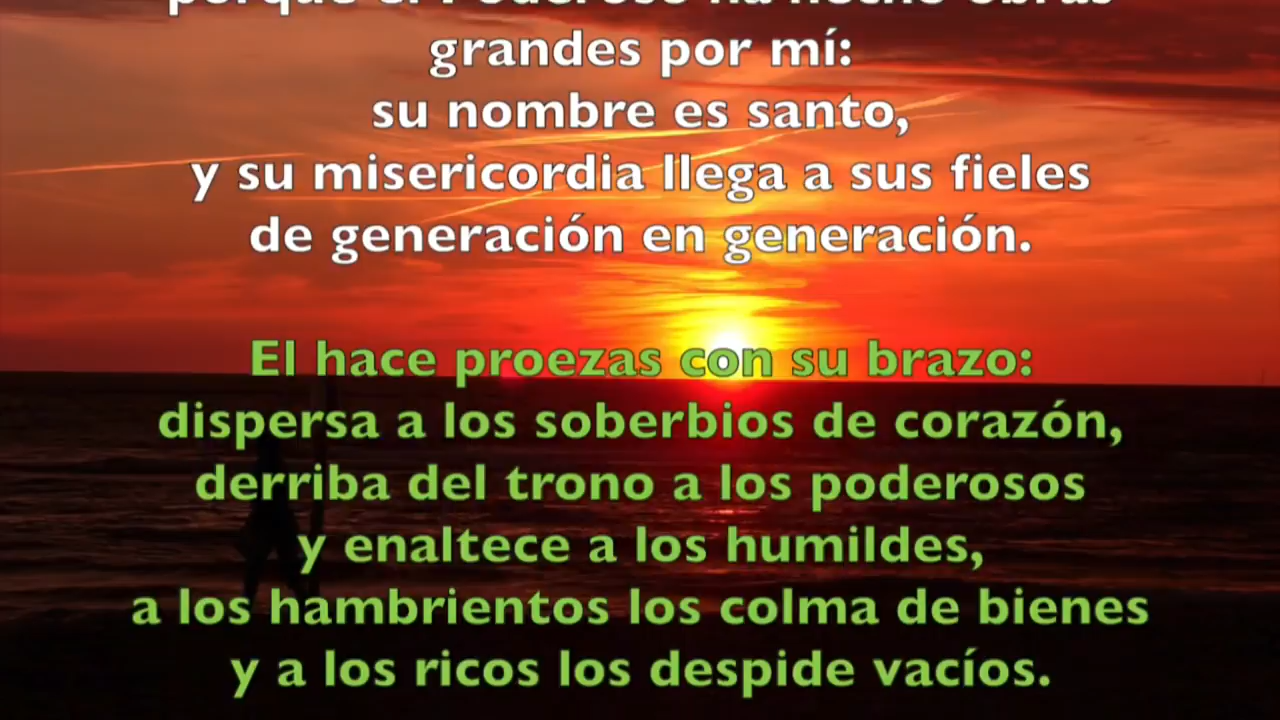 porque el Poderoso ha hecho obras
grandes por mí:
su nombre es santo,
y su misericordia llega a sus fieles
de generación en generación.
El hace proezas con su brazo:
dispersa a los soberbios de corazón,
derriba del trono a los poderosos
y enaltece a los humildes,
a los hambrientos los colma de bienes
y a los ricos los despide vacíos.